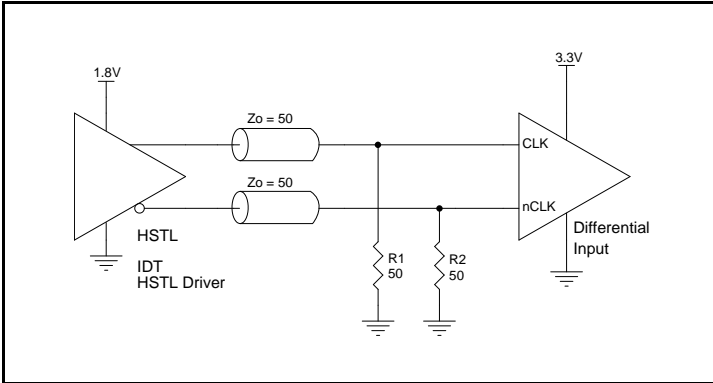 1.8V
3.3V
Zo = 50
CLK
Zo = 50
nCLK
HSTL
IDT
HSTL Driver
R1
50
R2
50
Differential
Input